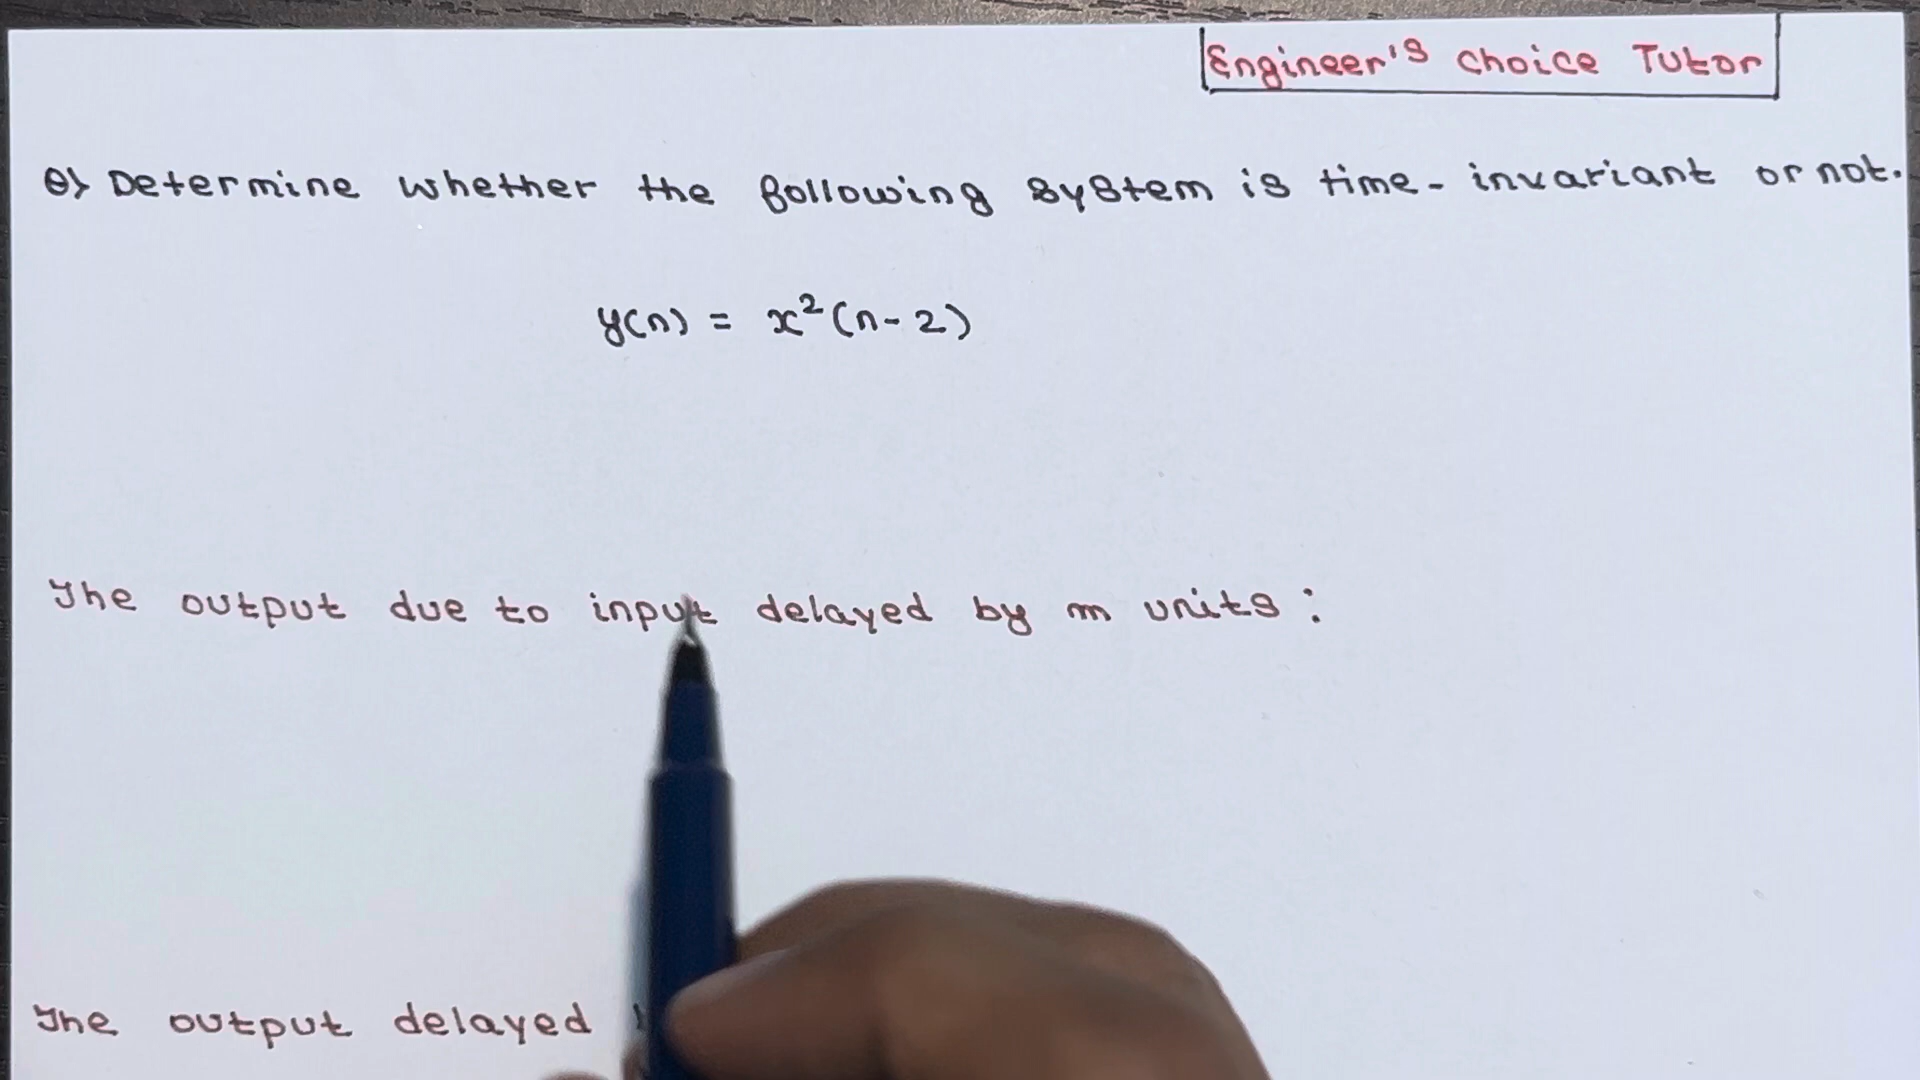 Engineer's Choice Tutor
Q) Determine whether the following system is time-invariant or not.
y(n) = x²(n-2)
The output due to input delayed by m units:
The output delayed